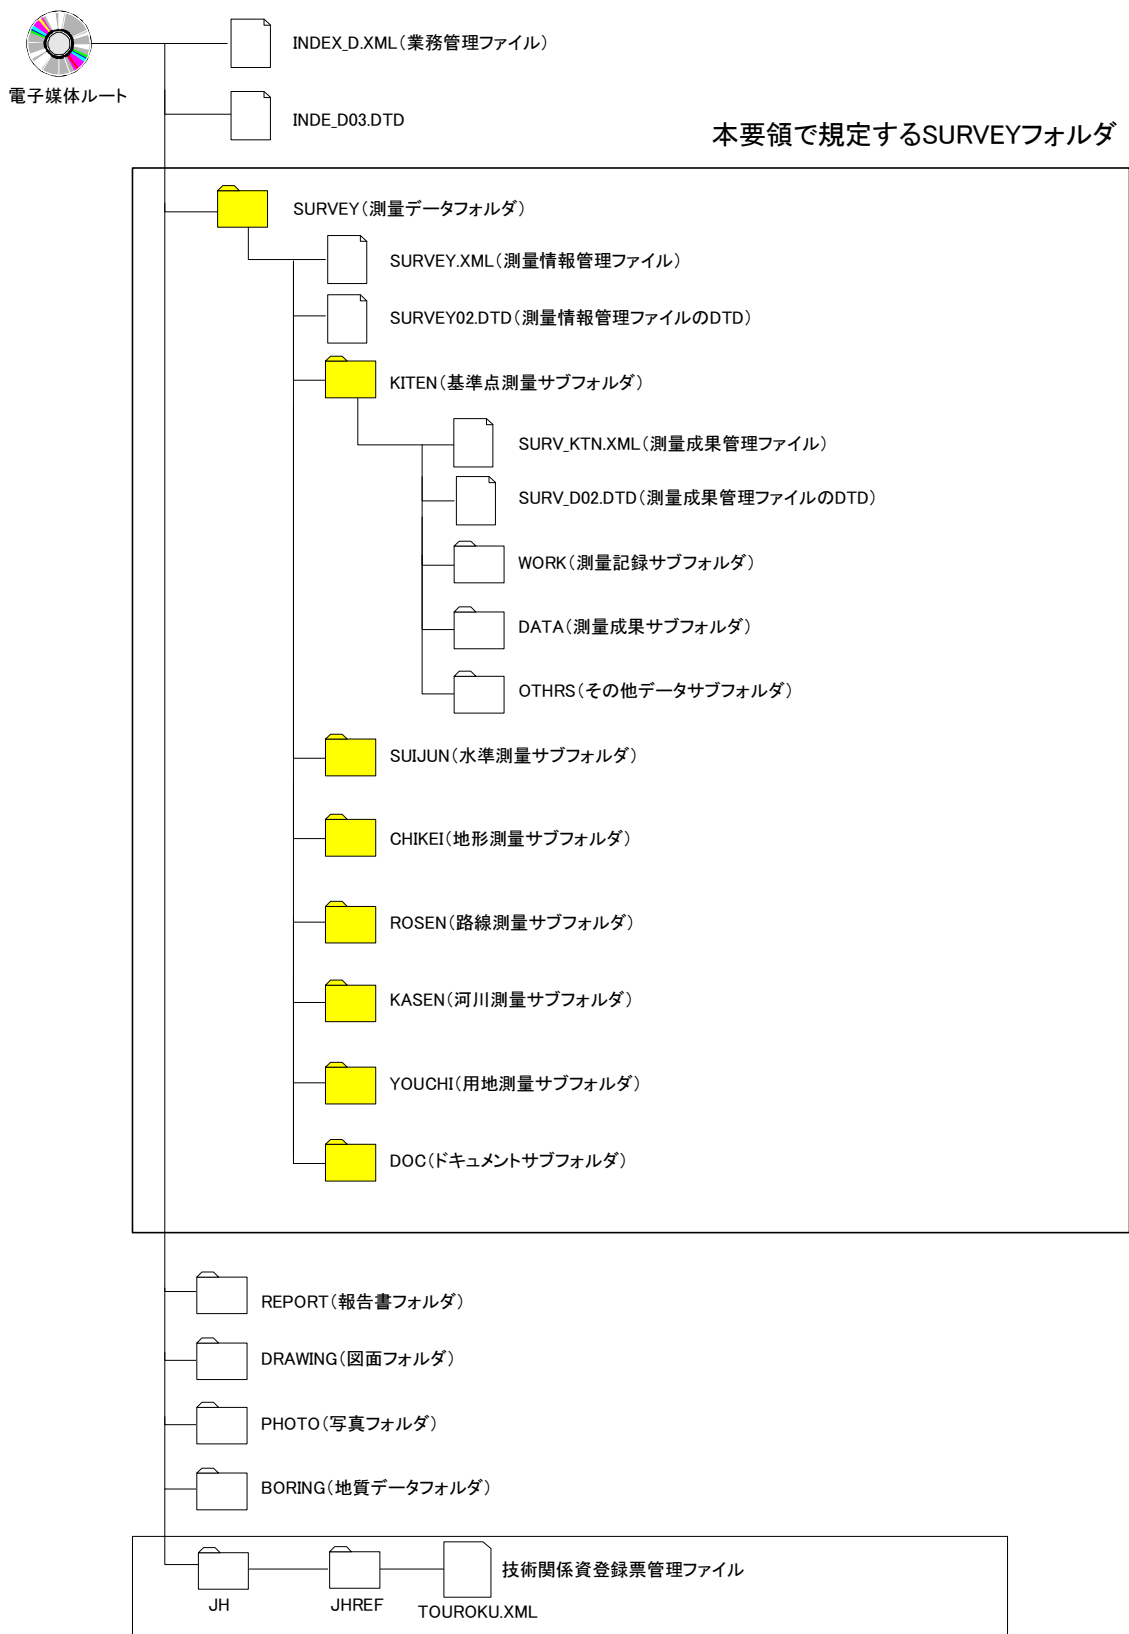 INDEX_D.XML(業務管理ファイル)
電子媒体ルート
INDE_D03.DTD
本要領で規定するSURVEYフォルダ
SURVEY(測量データフォルダ)
SURVEY.XML(測量情報管理ファイル)
SURVEY02.DTD(測量情報管理ファイルのDTD)
KITEN(基準点測量サブフォルダ)
SURV_KTN.XML(測量成果管理ファイル)
SURV_D02.DTD(測量成果管理ファイルのDTD)
WORK(測量記録サブフォルダ)
DATA(測量成果サブフォルダ)
OTHRS(その他データサブフォルダ)
SUIJUN(水準測量サブフォルダ)
CHIKEI(地形測量サブフォルダ)
ROSEN(路線測量サブフォルダ)
KASEN(河川測量サブフォルダ)
YOUCHI(用地測量サブフォルダ)
DOC(ドキュメントサブフォルダ)
REPORT(報告書フォルダ)
DRAWING(図面フォルダ)
PHOTO(写真フォルダ)
BORING(地質データフォルダ)
技術関係資登録票管理ファイル
JH
JHREF
TOUROKU.XML